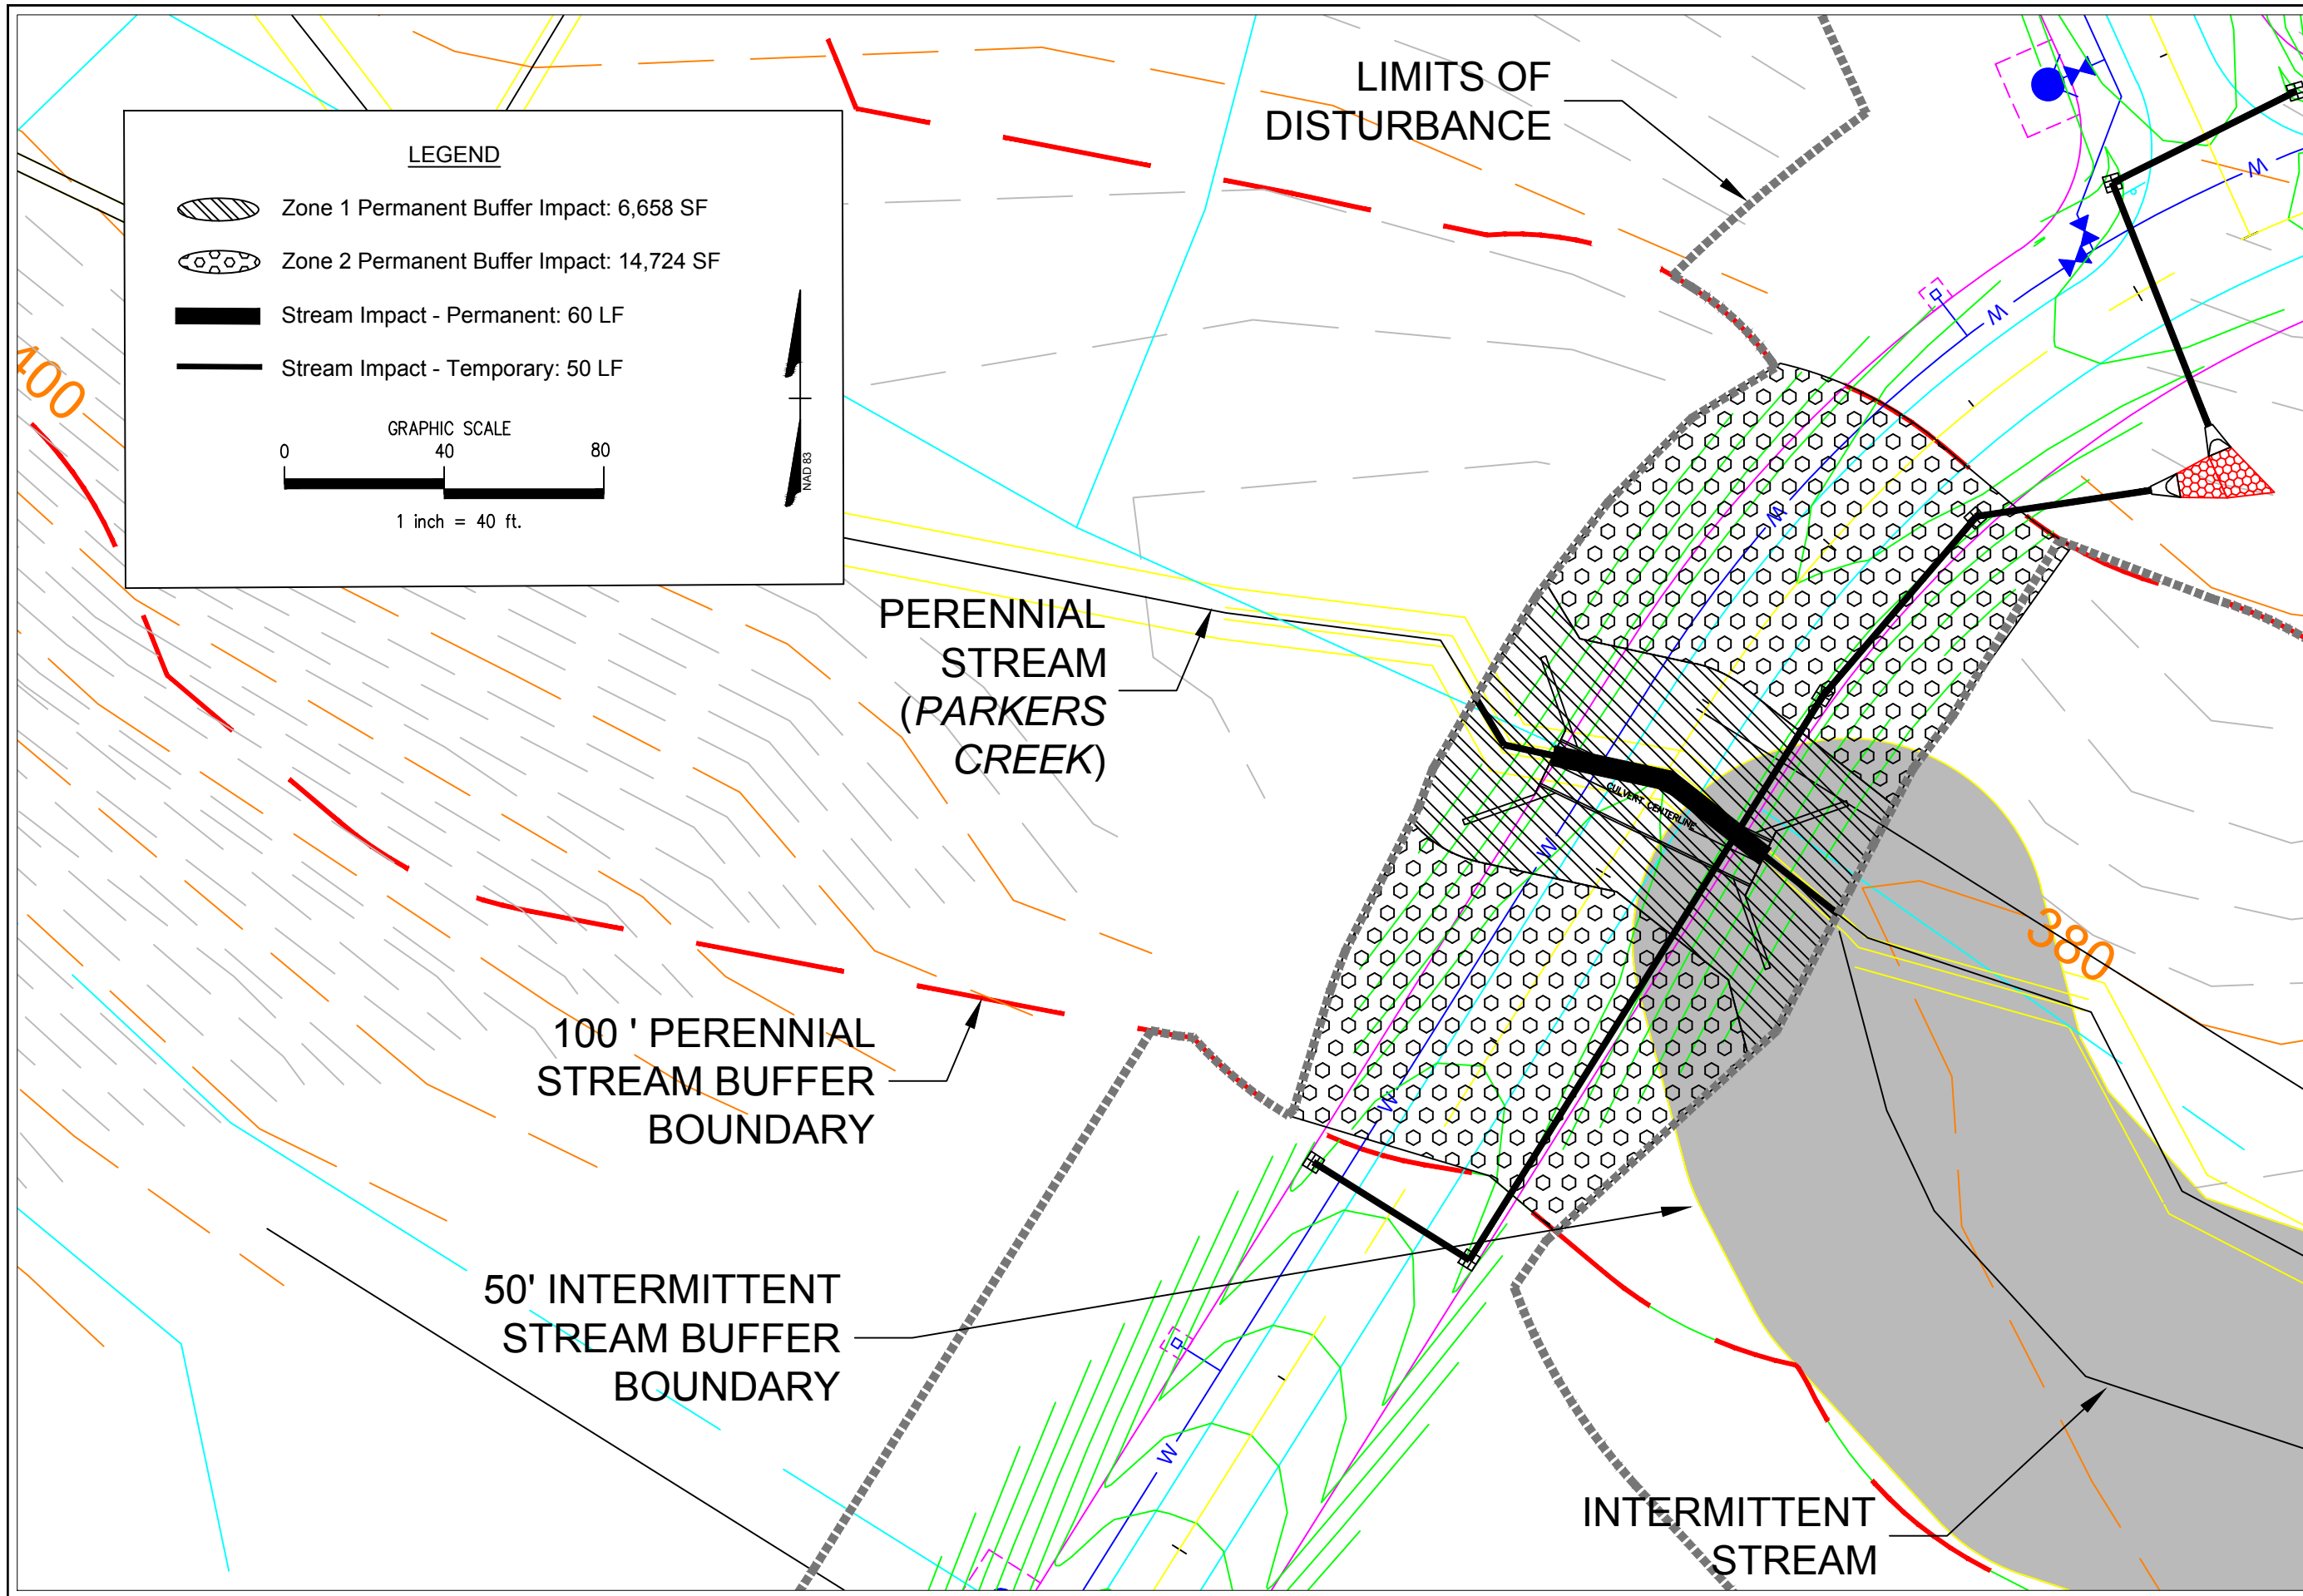 LEGEND
Zone 1 Permanent Buffer Impact: 6,658 SF
Zone 2 Permanent Buffer Impact: 14,724 SF
Stream Impact - Permanent: 60 LF
Stream Impact - Temporary: 50 LF
GRAPHIC SCALE
0 40 80
1 inch = 40 ft.
NAD 83
LIMITS OF
DISTURBANCE
400
PERENNIAL
STREAM
(PARKERS
CREEK)
W
W
W
W
W
W
W
CULVERT CENTERLINE
380
100 ' PERENNIAL
STREAM BUFFER
BOUNDARY
50' INTERMITTENT
STREAM BUFFER
BOUNDARY
INTERMITTENT
STREAM